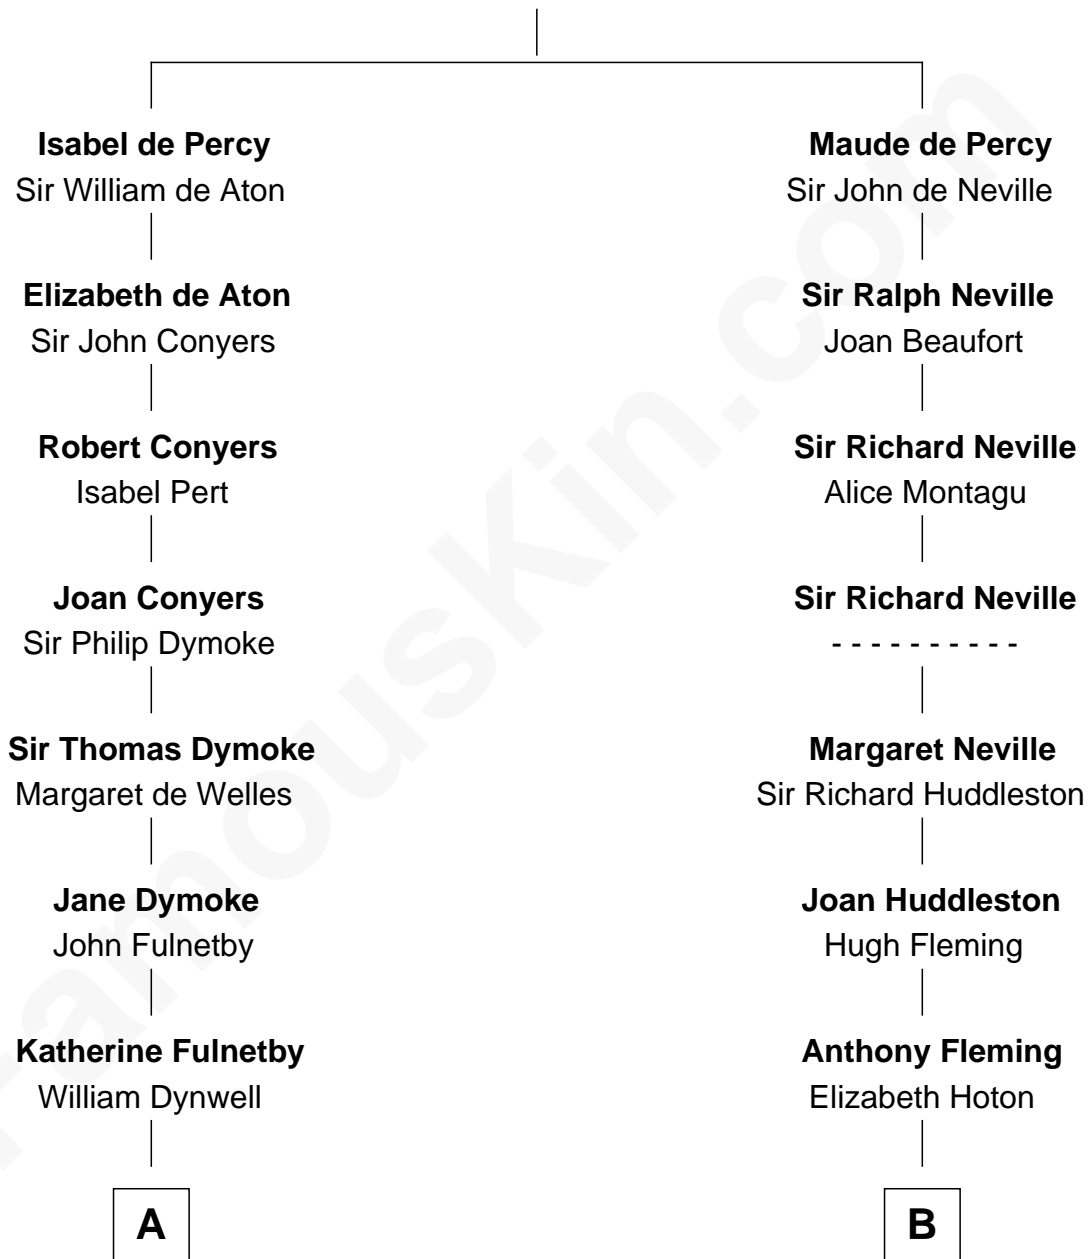 Isabel de Percy
Sir William de Aton
Elizabeth de Aton
Sir John Conyers
Robert Conyers
Isabel Pert
Joan Conyers
Sir Philip Dymoke
Sir Thomas Dymoke
Margaret de Welles
Jane Dymoke
John Fulnetby
Katherine Fulnetby
William Dynwell
A
Maude de Percy
Sir John de Neville
Sir Ralph Neville
Joan Beaufort
Sir Richard Neville
Alice Montagu
Sir Richard Neville
- - - - - - - - - -
Margaret Neville
Sir Richard Huddleston
Joan Huddleston
Hugh Fleming
Anthony Fleming
Elizabeth Hoton
B
FamousKin.com